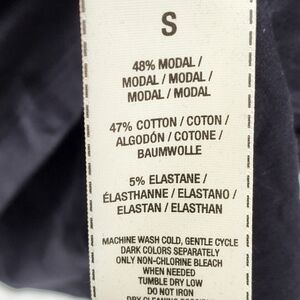 S
48% MODAL /
MODAL / MODAL /
MODAL / MODAL
47% COTTON / COTON /
ALGODÓN / COTONE /
BAUMWOLLE
5% ELASTANE /
ÉLASTHANNE / ELASTANO /
ELASTAN / ELASTHAN
MACHINE WASH COLD, GENTLE CYCLE
DARK COLORS SEPARATELY
ONLY NON-CHLORINE BLEACH
WHEN NEEDED
TUMBLE DRY LOW
DO NOT IRON
DRY CLEANING